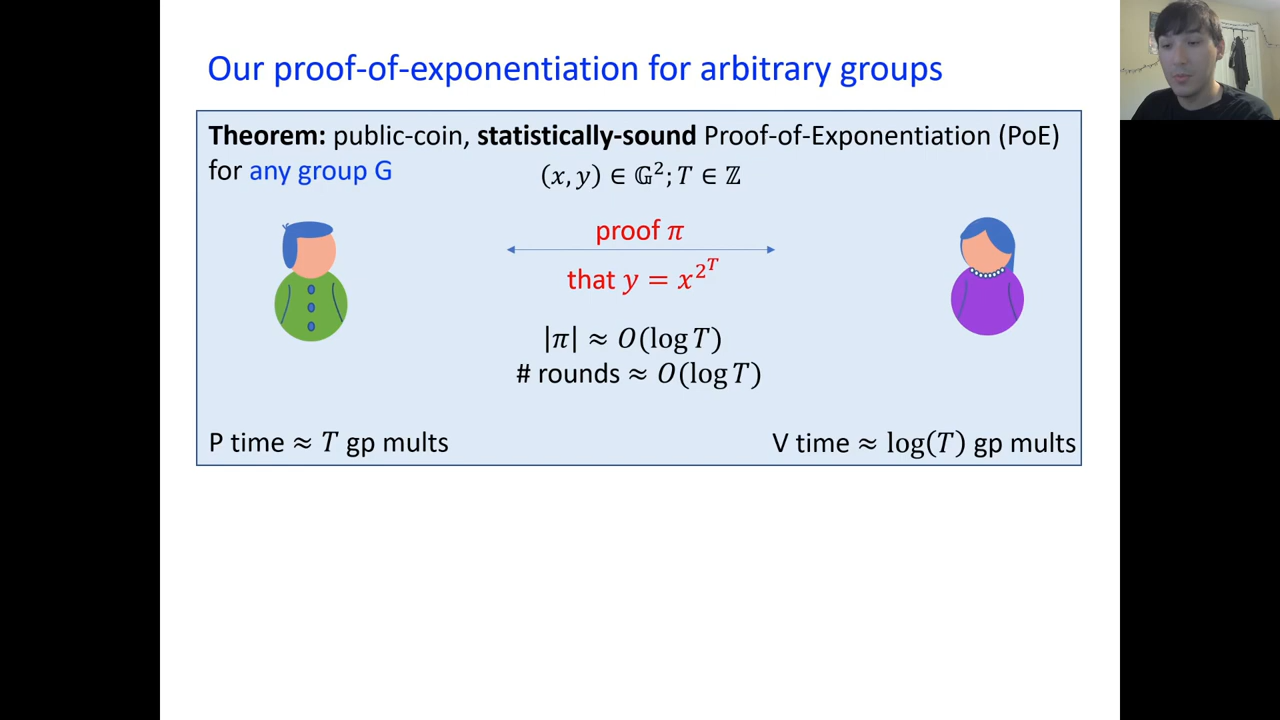 Our proof-of-exponentiation for arbitrary groups
Theorem: public-coin, statistically-sound Proof-of-Exponentiation (PoE)
for any group G
(x, y) ∈ 𝔾²; T ∈ ℤ
proof π
that y = x^{2^T}
|π| ≈ O(log T)
# rounds ≈ O(log T)
P time ≈ T gp mults
V time ≈ log(T) gp mults